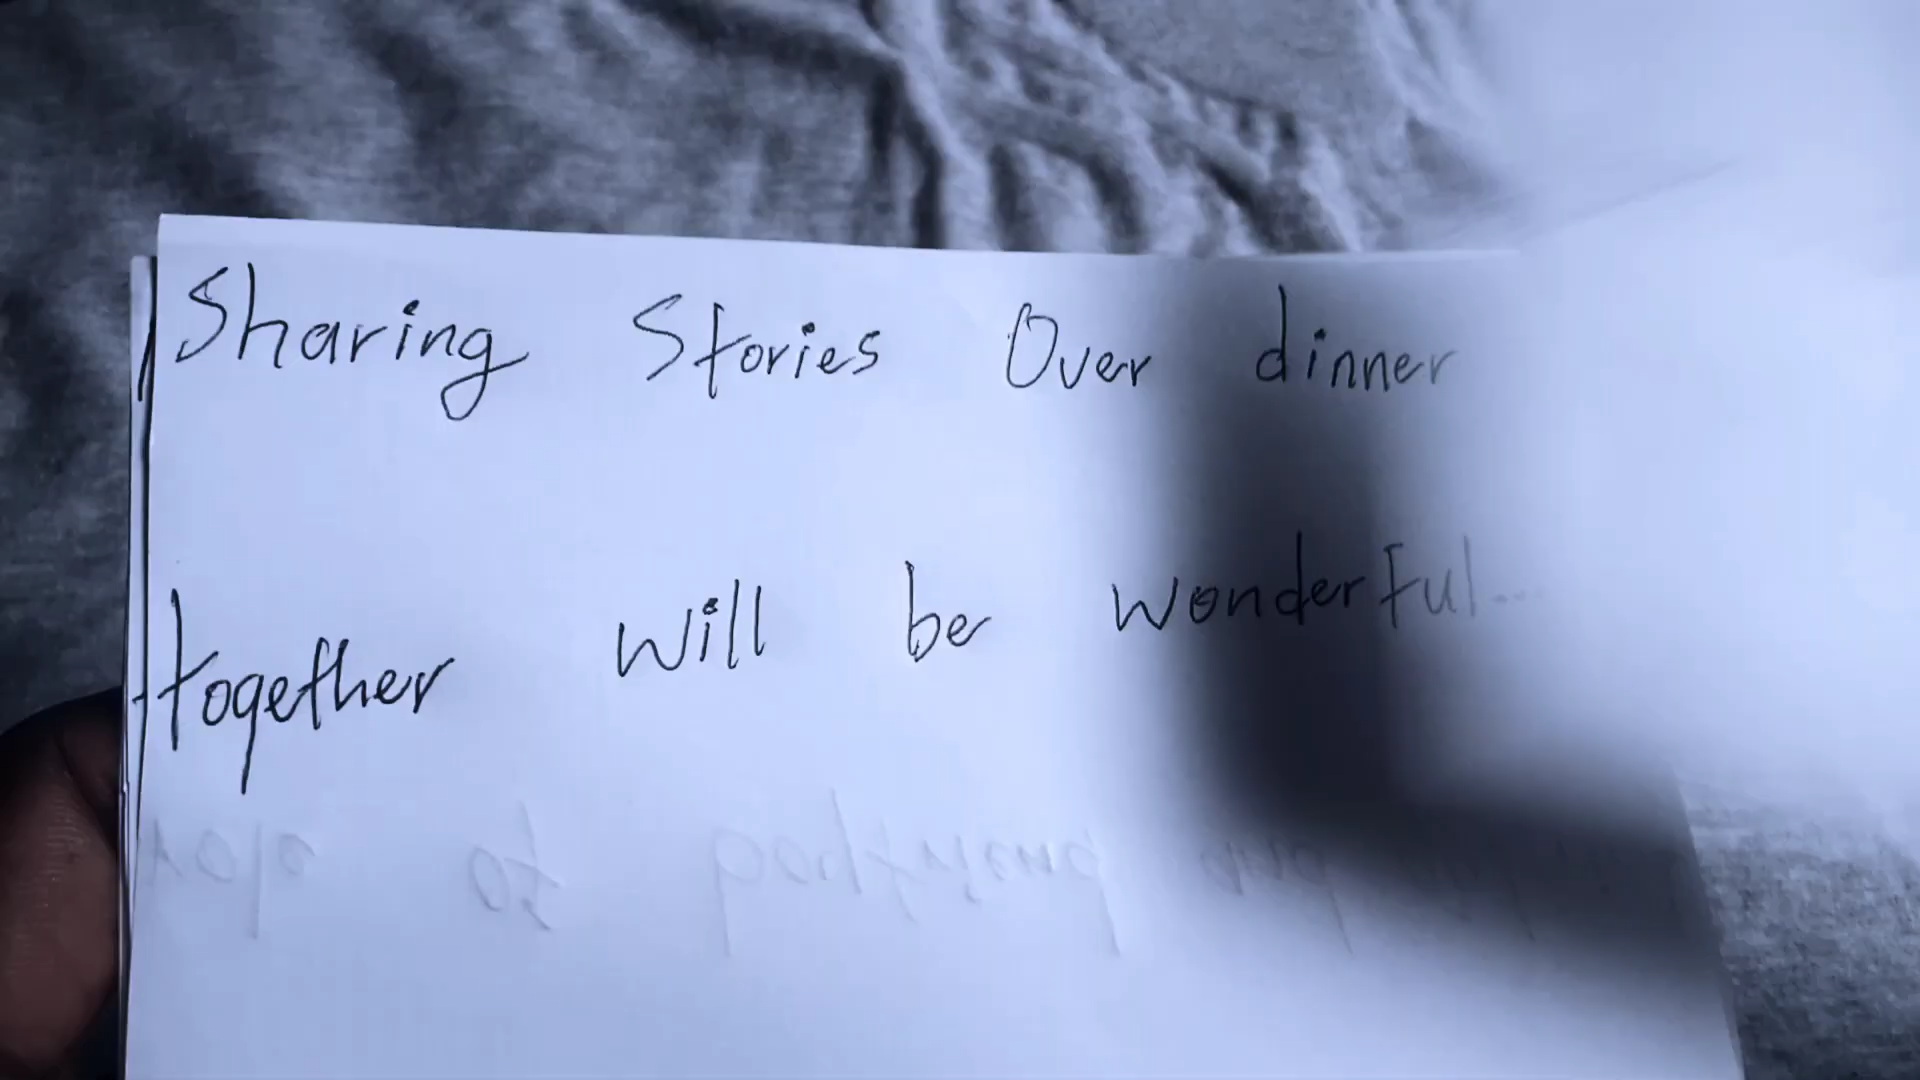 Sharing Stories Over dinner
together will be wonderful...